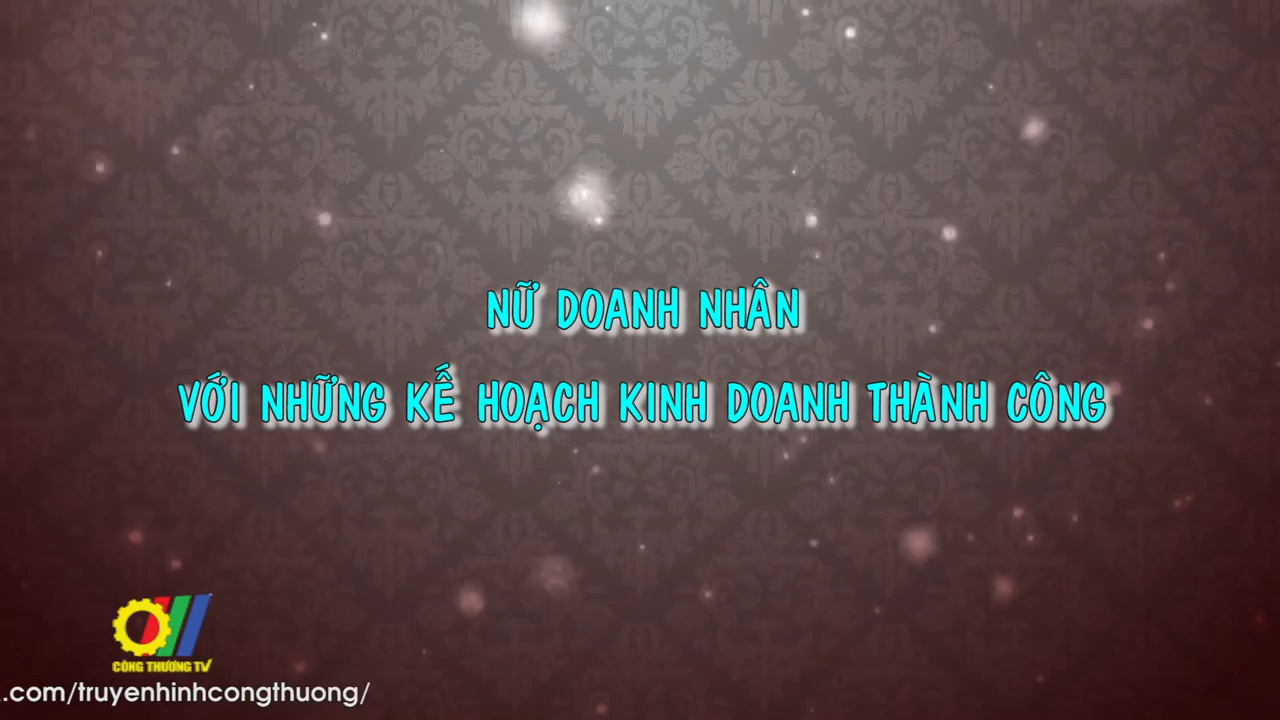 NỮ DOANH NHÂN
VỚI NHỮNG KẾ HOẠCH KINH DOANH THÀNH CÔNG
CÔNG THƯƠNG TV
.com/truyenhinhcongthuong/